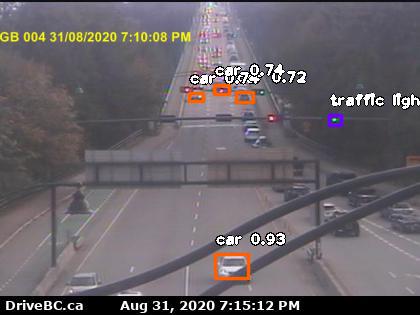 GB 004 31/08/2020 7:10:08 PM
car 0.74
car 0.74 0.72
traffic ligh
car 0.93
DriveBC.ca Aug 31, 2020 7:15:12 PM